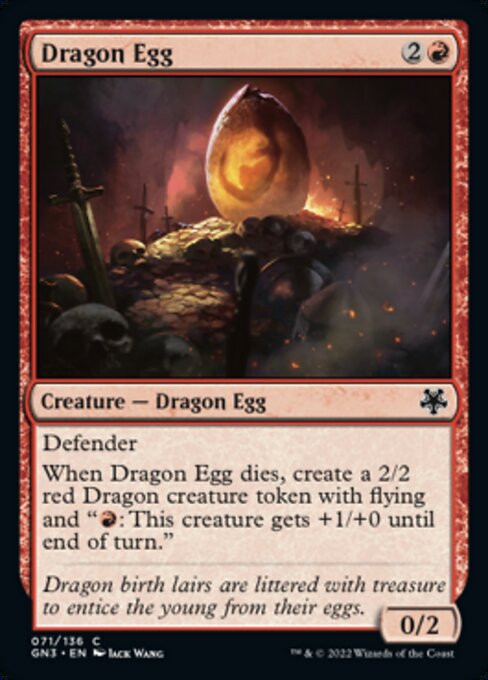 Dragon Egg 2
Creature — Dragon Egg
Defender
When Dragon Egg dies, create a 2/2
red Dragon creature token with flying
and “: This creature gets +1/+0 until
end of turn.”
Dragon birth lairs are littered with treasure
to entice the young from their eggs.
0/2
071/136 C
GN3 • EN Jack Wang
™ & © 2022 Wizards of the Coast